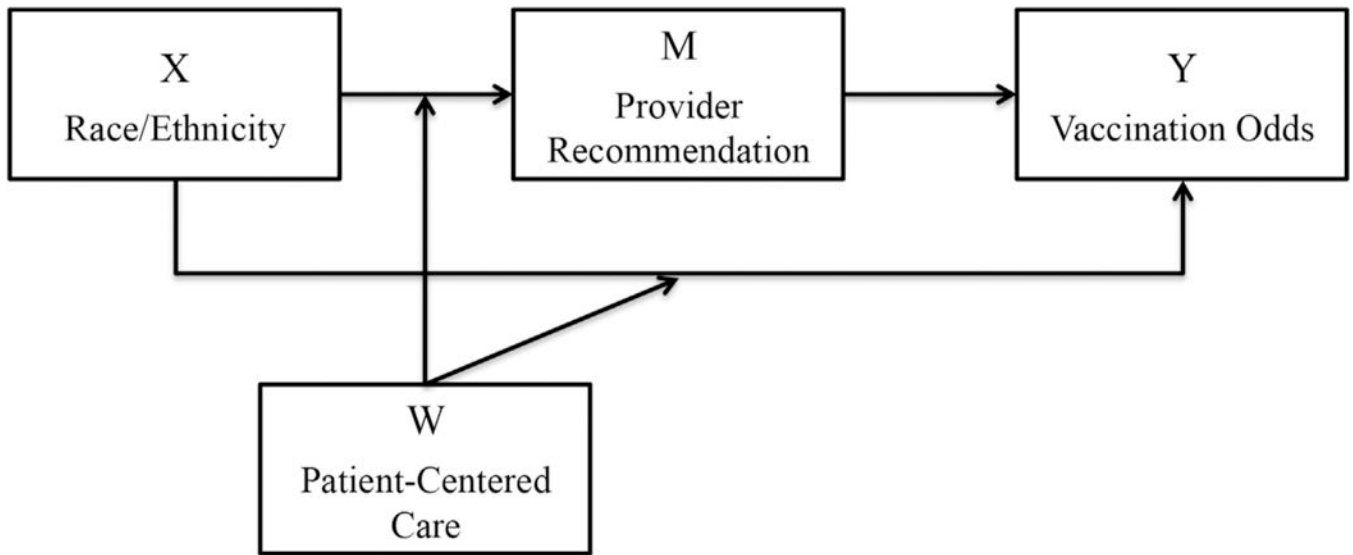 X
Race/Ethnicity
M
Provider
Recommendation
Y
Vaccination Odds
W
Patient-Centered
Care